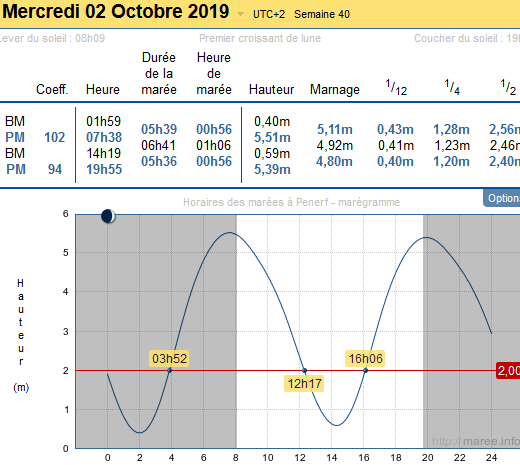 Mercredi 02 Octobre 2019 UTC+2 Semaine 40
Lever du soleil : 08h09 Premier croissant de lune Coucher du soleil : 19
Durée Heure
de la de
Coeff. Heure marée marée Hauteur Marnage 1/12 1/4 1/2
BM 01h59 0,40m
PM 102 07h38 05h39 00h56 5,51m 5,11m 0,43m 1,28m 2,56m
BM 14h19 06h41 01h06 0,59m 4,92m 0,41m 1,23m 2,46m
PM 94 19h55 05h36 00h56 5,39m 4,80m 0,40m 1,20m 2,40m
Option
Horaires des marées à Penerf - marégramme
6
5
4
3
2
1
0
Hauteur
(m)
03h52
12h17
16h06
2,00
http://maree.info
0 2 4 6 8 10 12 14 16 18 20 22 24